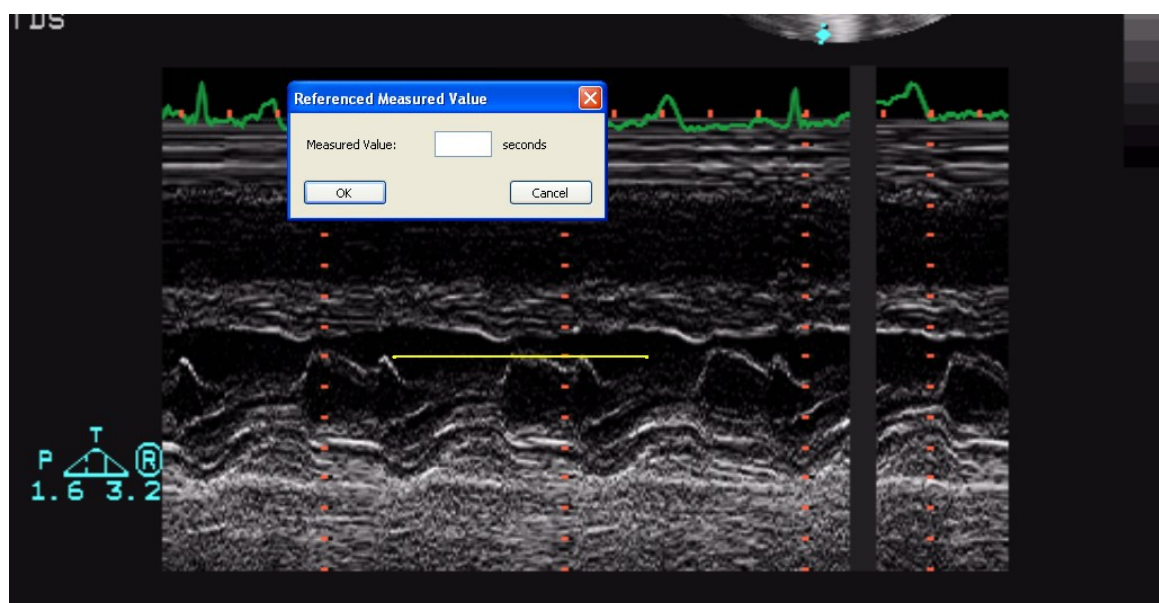 TDS
Referenced Measured Value
Measured Value: seconds
OK Cancel
T
P R
1.6 3.2